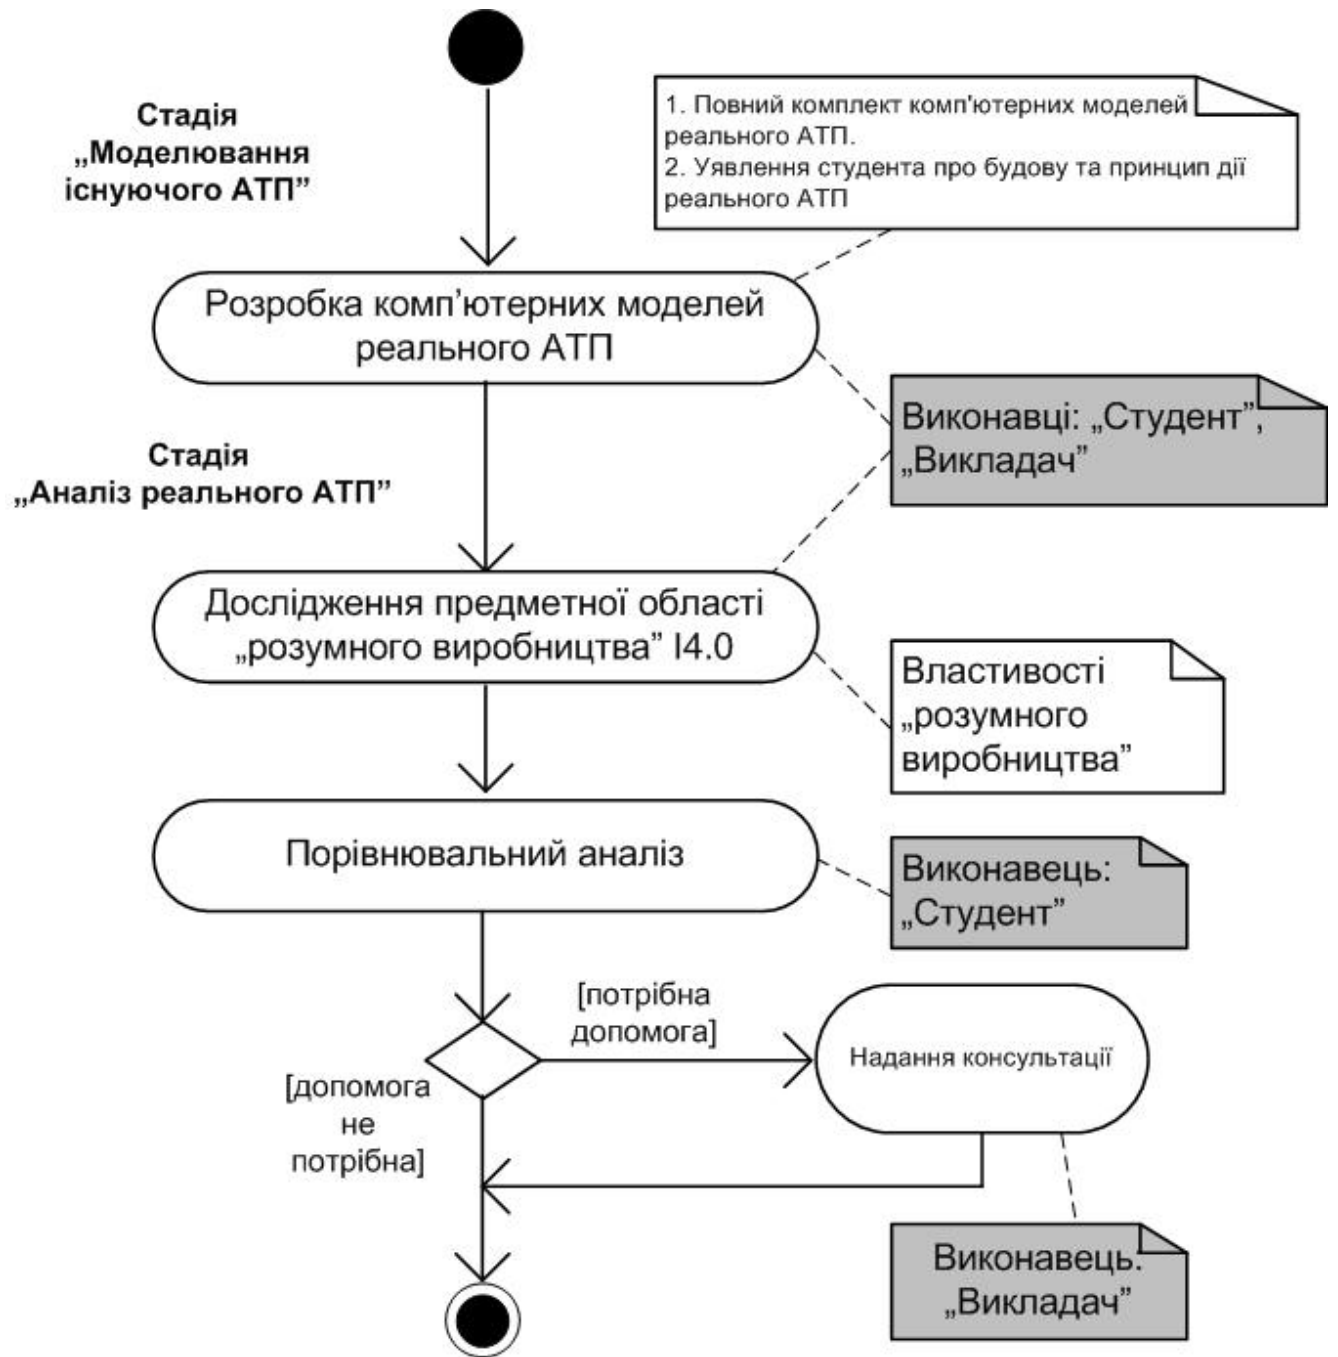 Стадія
„Моделювання
існуючого АТП”
1. Повний комплект комп'ютерних моделей
реального АТП.
2. Уявлення студента про будову та принцип дії
реального АТП
Розробка комп’ютерних моделей
реального АТП
Виконавці: „Студент”,
„Викладач”
Стадія
„Аналіз реального АТП”
Дослідження предметної області
„розумного виробництва” І4.0
Властивості
„розумного
виробництва”
Порівнювальний аналіз
Виконавець:
„Студент”
[потрібна
допомога]
Надання консультації
[допомога
не
потрібна]
Виконавець:
„Викладач”